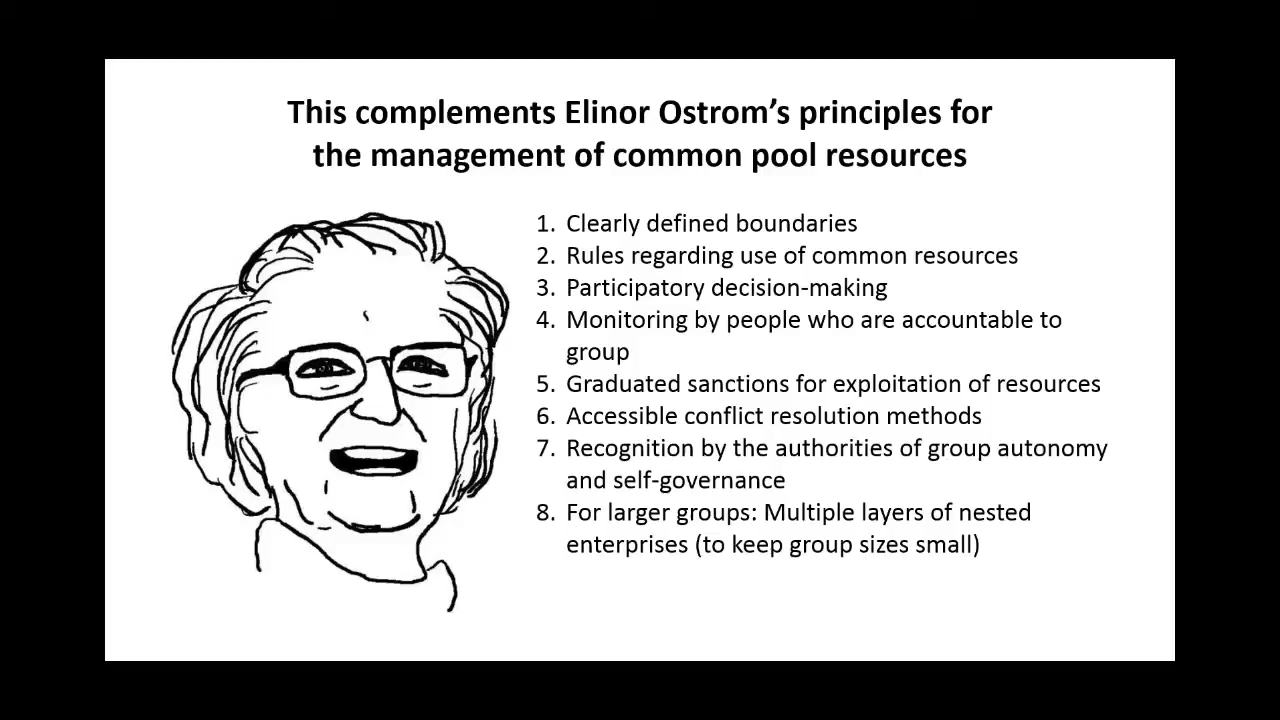 This complements Elinor Ostrom’s principles for
the management of common pool resources
1. Clearly defined boundaries
2. Rules regarding use of common resources
3. Participatory decision-making
4. Monitoring by people who are accountable to
group
5. Graduated sanctions for exploitation of resources
6. Accessible conflict resolution methods
7. Recognition by the authorities of group autonomy
and self-governance
8. For larger groups: Multiple layers of nested
enterprises (to keep group sizes small)